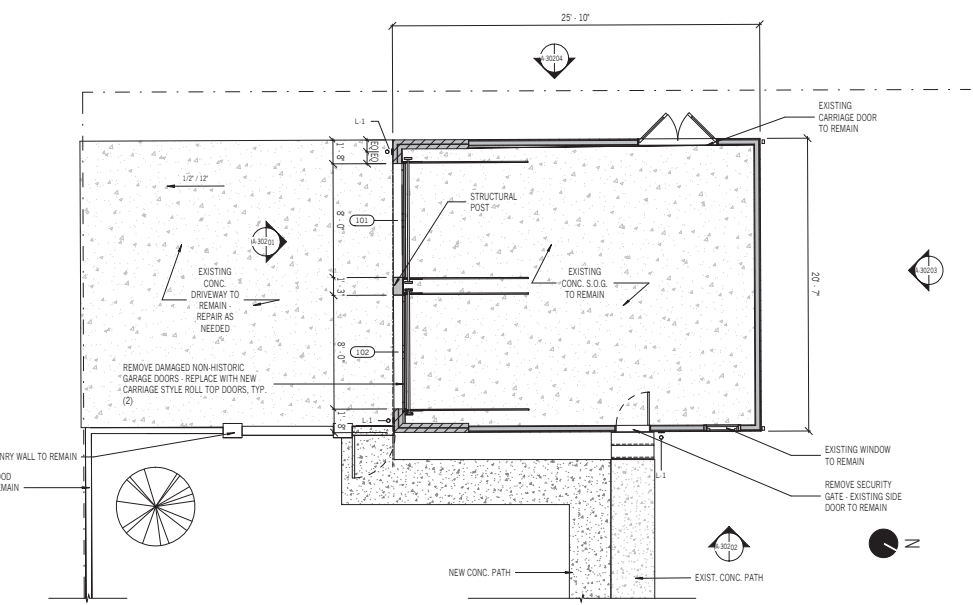 25' - 10"
A-30204
EXISTING
CARRIAGE DOOR
TO REMAIN
L-1
1' - 8"
EQ
EQ
1/2" / 12"
STRUCTURAL
POST
8' - 0"
101
A-30201
EXISTING
CONC.
DRIVEWAY TO
REMAIN -
REPAIR AS
NEEDED
EXISTING
CONC. S.O.G.
TO REMAIN
A-30203
20' - 7"
1' - 3"
8' - 0"
102
REMOVE DAMAGED NON-HISTORIC
GARAGE DOORS - REPLACE WITH NEW
CARRIAGE STYLE ROLL TOP DOORS, TYP.
(2)
1' - 8"
L-1
NRY WALL TO REMAIN
OD
EMAIN
EXISTING WINDOW
TO REMAIN
L-1
REMOVE SECURITY
GATE - EXISTING SIDE
DOOR TO REMAIN
A-30202
N
NEW CONC. PATH
EXIST. CONC. PATH